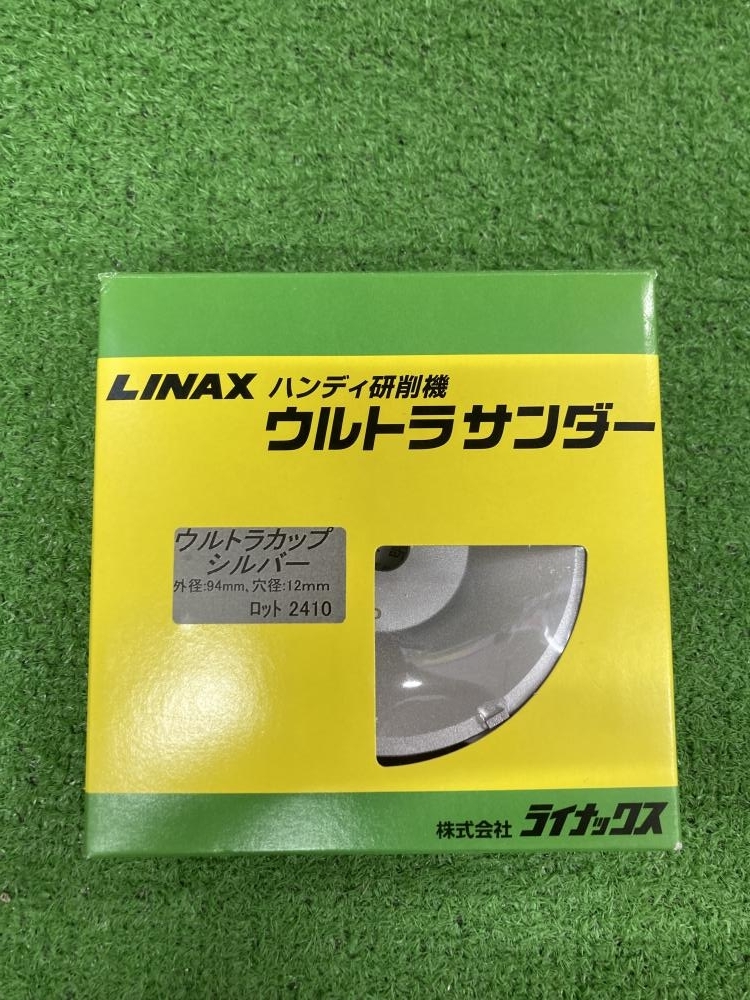 LINAX ハンディ研削機
ウルトラサンダー
ウルトラカップ
シルバー
外径:94mm、穴径:12mm
ロット 2410
株式会社 ライナックス